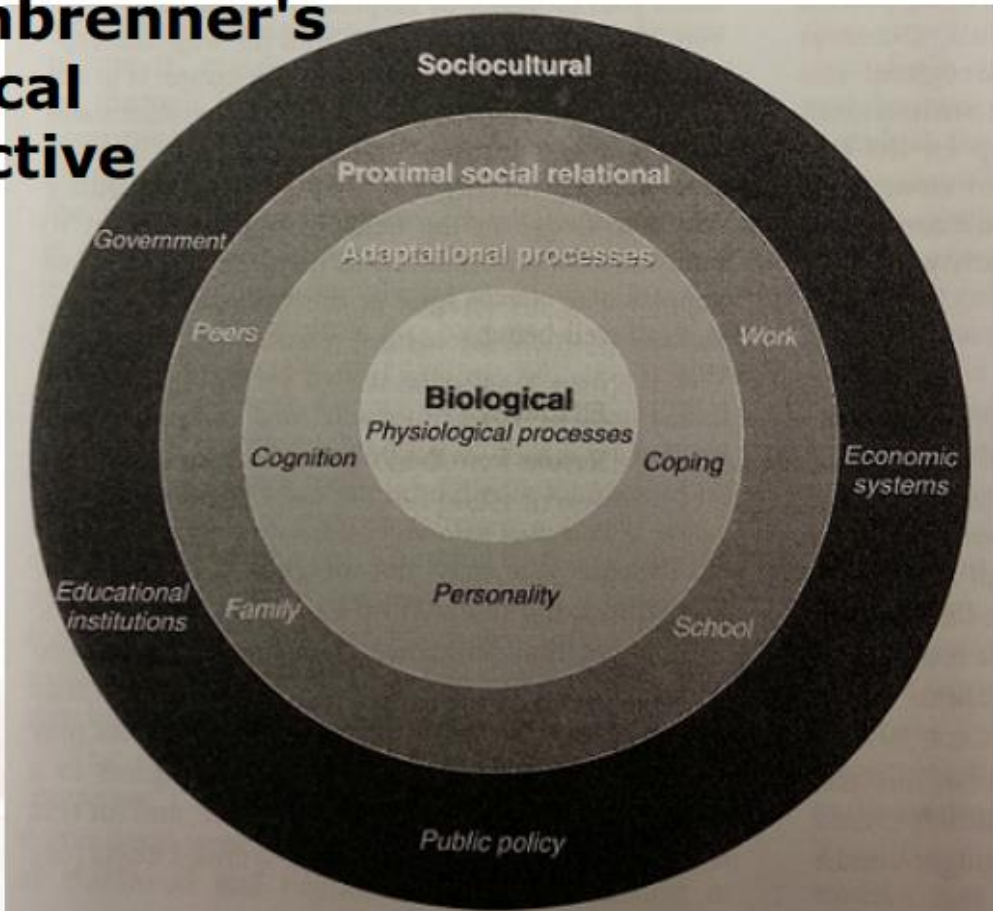 nbrenner's
cal
ctive
Sociocultural
Proximal social relational
Adaptational processes
Government
Peers
Work
Biological
Physiological processes
Cognition
Coping
Economic
systems
Personality
Educational
institutions
Family
School
Public policy